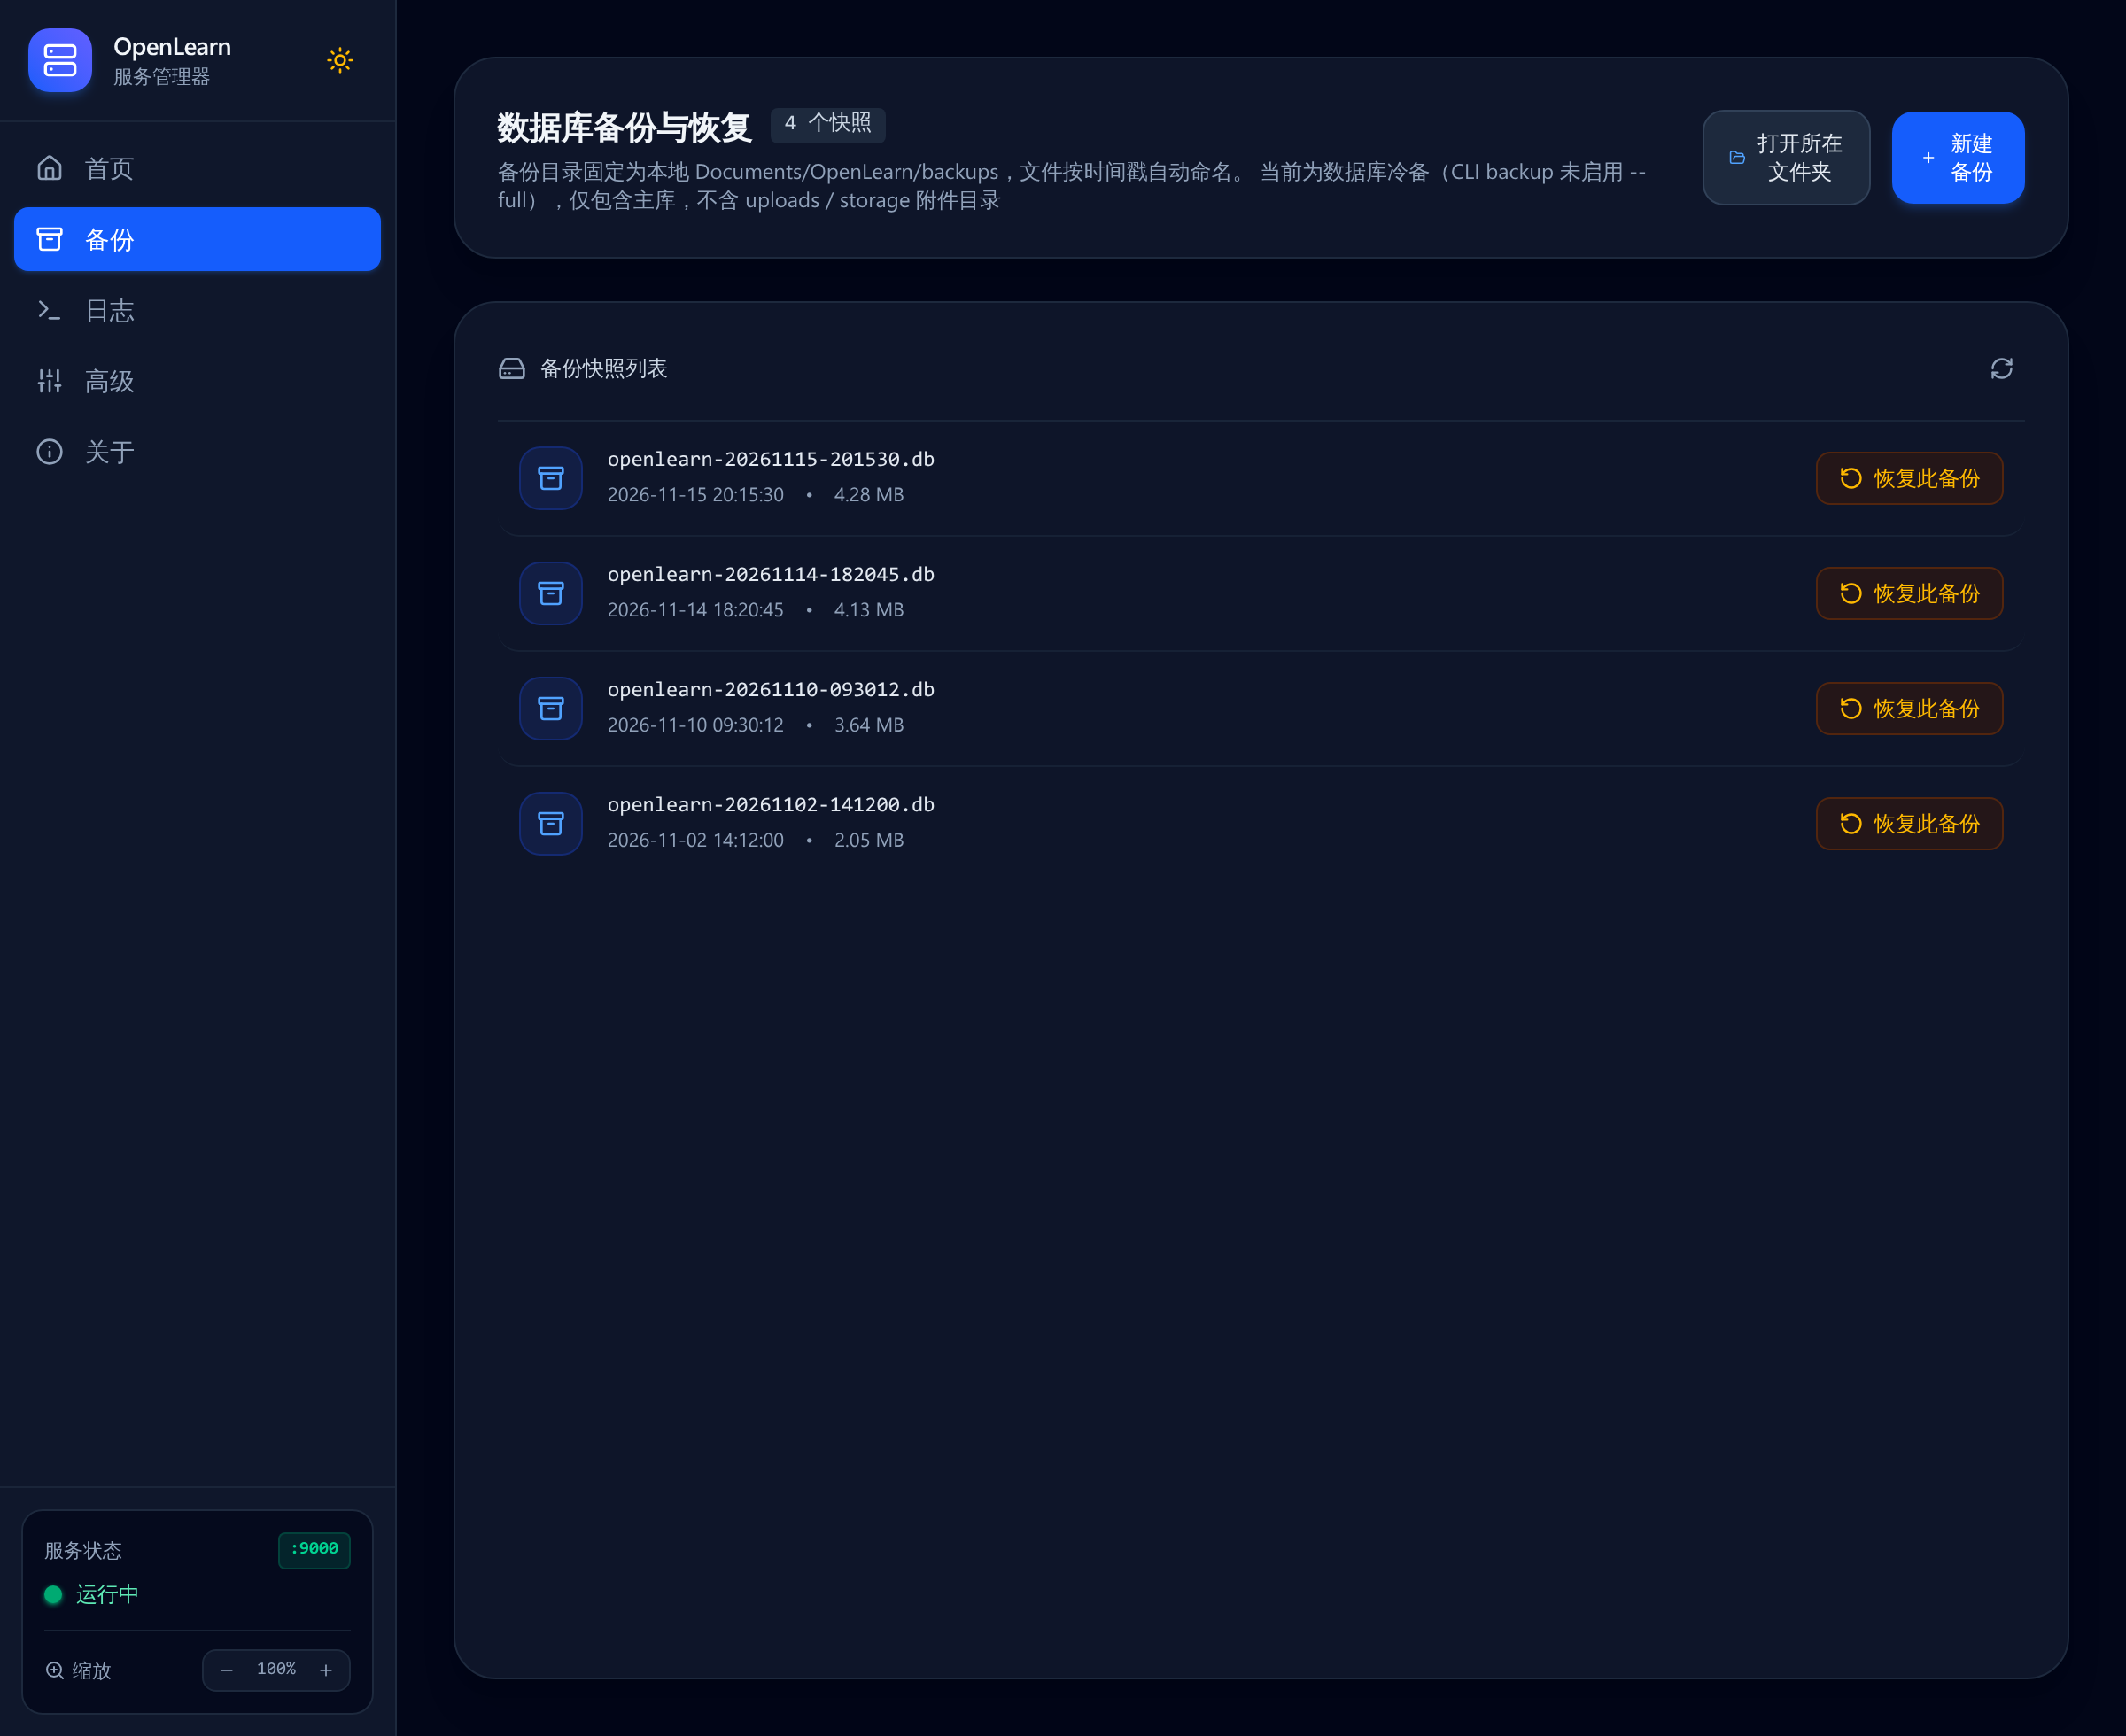 OpenLearn
服务管理器
首页
备份
日志
高级
关于
服务状态
:9000
运行中
缩放
− 100% +
数据库备份与恢复
4 个快照
备份目录固定为本地 Documents/OpenLearn/backups，文件按时间戳自动命名。 当前为数据库冷备（CLI backup 未启用 --
full），仅包含主库，不含 uploads / storage 附件目录
打开所在
文件夹
+ 新建
备份
备份快照列表
openlearn-20261115-201530.db
2026-11-15 20:15:30 • 4.28 MB
恢复此备份
openlearn-20261114-182045.db
2026-11-14 18:20:45 • 4.13 MB
恢复此备份
openlearn-20261110-093012.db
2026-11-10 09:30:12 • 3.64 MB
恢复此备份
openlearn-20261102-141200.db
2026-11-02 14:12:00 • 2.05 MB
恢复此备份